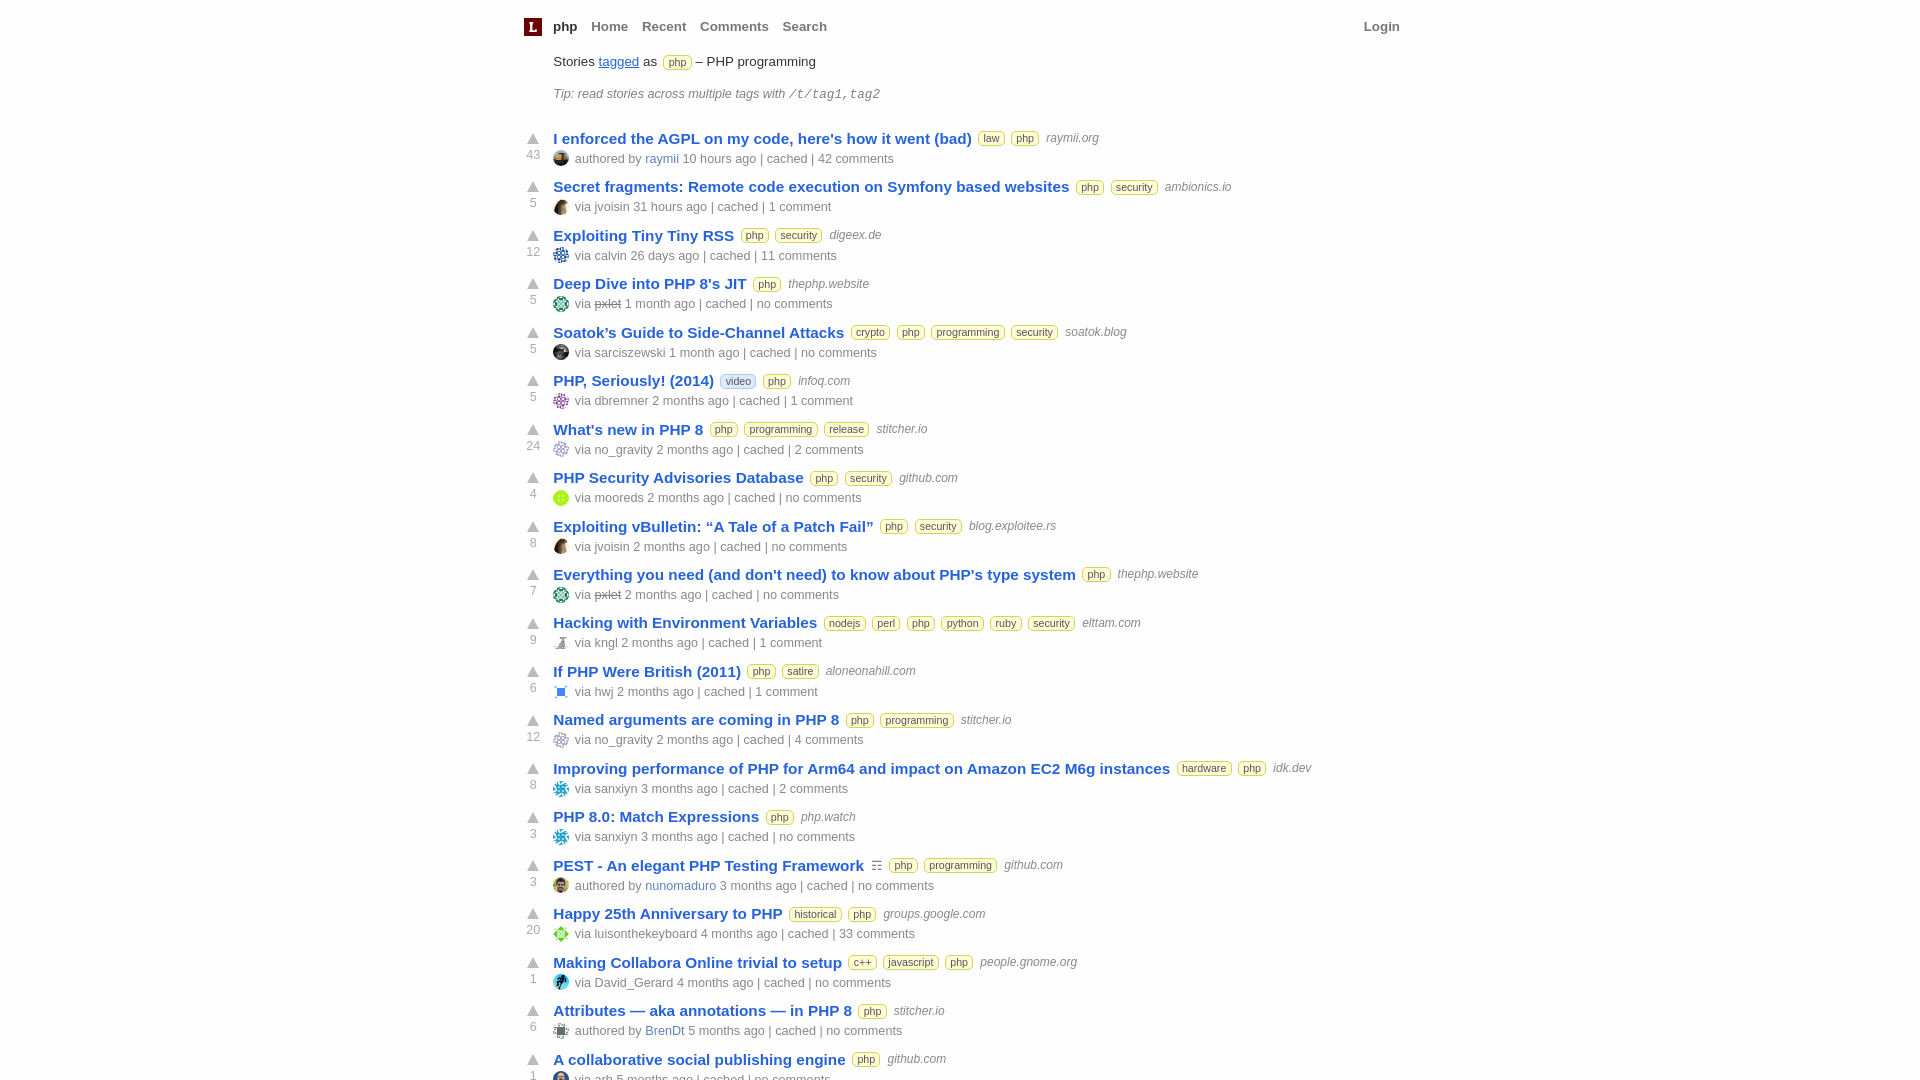 L php Home Recent Comments Search Login
Stories tagged as php – PHP programming
Tip: read stories across multiple tags with /t/tag1,tag2
I enforced the AGPL on my code, here's how it went (bad) law php raymii.org
43 authored by raymii 10 hours ago | cached | 42 comments
Secret fragments: Remote code execution on Symfony based websites php security ambionics.io
5 via jvoisin 31 hours ago | cached | 1 comment
Exploiting Tiny Tiny RSS php security digeex.de
12 via calvin 26 days ago | cached | 11 comments
Deep Dive into PHP 8's JIT php thephp.website
5 via pxlet 1 month ago | cached | no comments
Soatok’s Guide to Side-Channel Attacks crypto php programming security soatok.blog
5 via sarciszewski 1 month ago | cached | no comments
PHP, Seriously! (2014) video php infoq.com
5 via dbremner 2 months ago | cached | 1 comment
What's new in PHP 8 php programming release stitcher.io
24 via no_gravity 2 months ago | cached | 2 comments
PHP Security Advisories Database php security github.com
4 via mooreds 2 months ago | cached | no comments
Exploiting vBulletin: “A Tale of a Patch Fail” php security blog.exploitee.rs
8 via jvoisin 2 months ago | cached | no comments
Everything you need (and don't need) to know about PHP's type system php thephp.website
7 via pxlet 2 months ago | cached | no comments
Hacking with Environment Variables nodejs perl php python ruby security elttam.com
9 via kngl 2 months ago | cached | 1 comment
If PHP Were British (2011) php satire aloneonahill.com
6 via hwj 2 months ago | cached | 1 comment
Named arguments are coming in PHP 8 php programming stitcher.io
12 via no_gravity 2 months ago | cached | 4 comments
Improving performance of PHP for Arm64 and impact on Amazon EC2 M6g instances hardware php idk.dev
8 via sanxiyn 3 months ago | cached | 2 comments
PHP 8.0: Match Expressions php php.watch
3 via sanxiyn 3 months ago | cached | no comments
PEST - An elegant PHP Testing Framework ☶ php programming github.com
3 authored by nunomaduro 3 months ago | cached | no comments
Happy 25th Anniversary to PHP historical php groups.google.com
20 via luisonthekeyboard 4 months ago | cached | 33 comments
Making Collabora Online trivial to setup c++ javascript php people.gnome.org
1 via David_Gerard 4 months ago | cached | no comments
Attributes — aka annotations — in PHP 8 php stitcher.io
6 authored by BrenDt 5 months ago | cached | no comments
A collaborative social publishing engine php github.com
1 via arh 5 months ago | cached | no comments